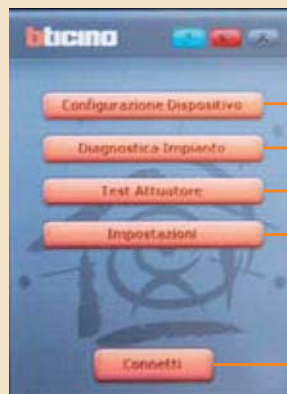 bticino
Configurazione Dispositivo
Diagnostica Impianto
Test Attuatore
Impostazioni
Connetti